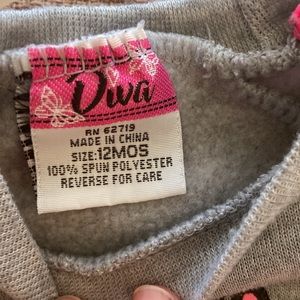 Diva
RN 62719
MADE IN CHINA
SIZE:12MOS
100% SPUN POLYESTER
REVERSE FOR CARE